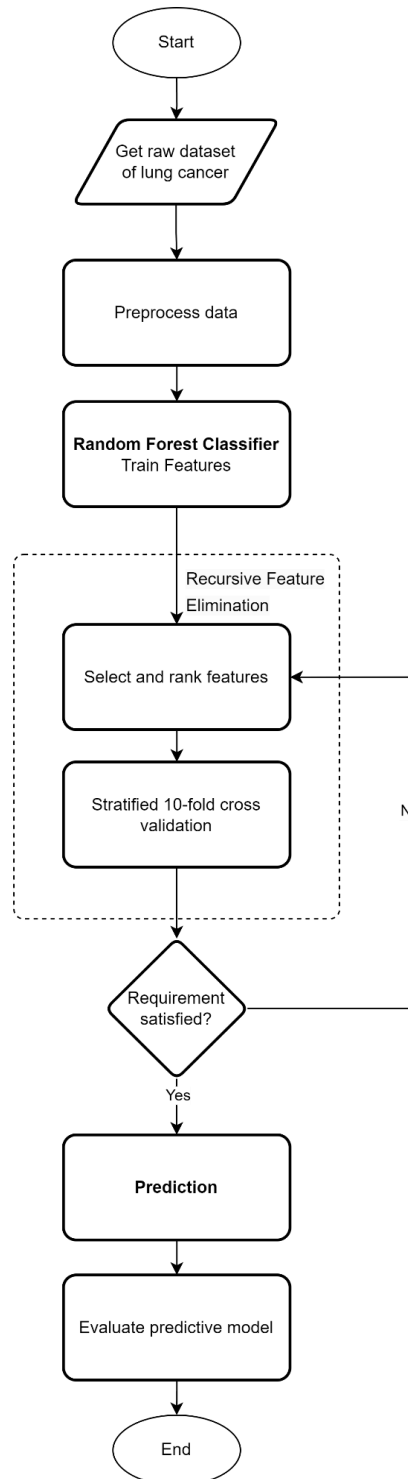 Start
Get raw dataset
of lung cancer
Preprocess data
Random Forest Classifier
Train Features
Recursive Feature
Elimination
Select and rank features
Stratified 10-fold cross
validation
N
Requirement
satisfied?
Yes
Prediction
Evaluate predictive model
End